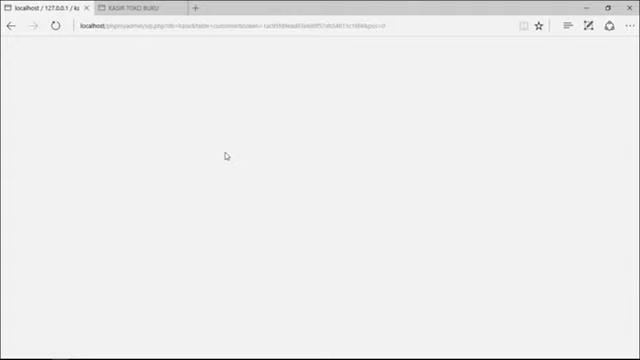 localhost / 127.0.0.1 / ka
KASIR TOKO BUKU
localhost/phpmyadmin/sql.php?db=kasir&table=customer&token=